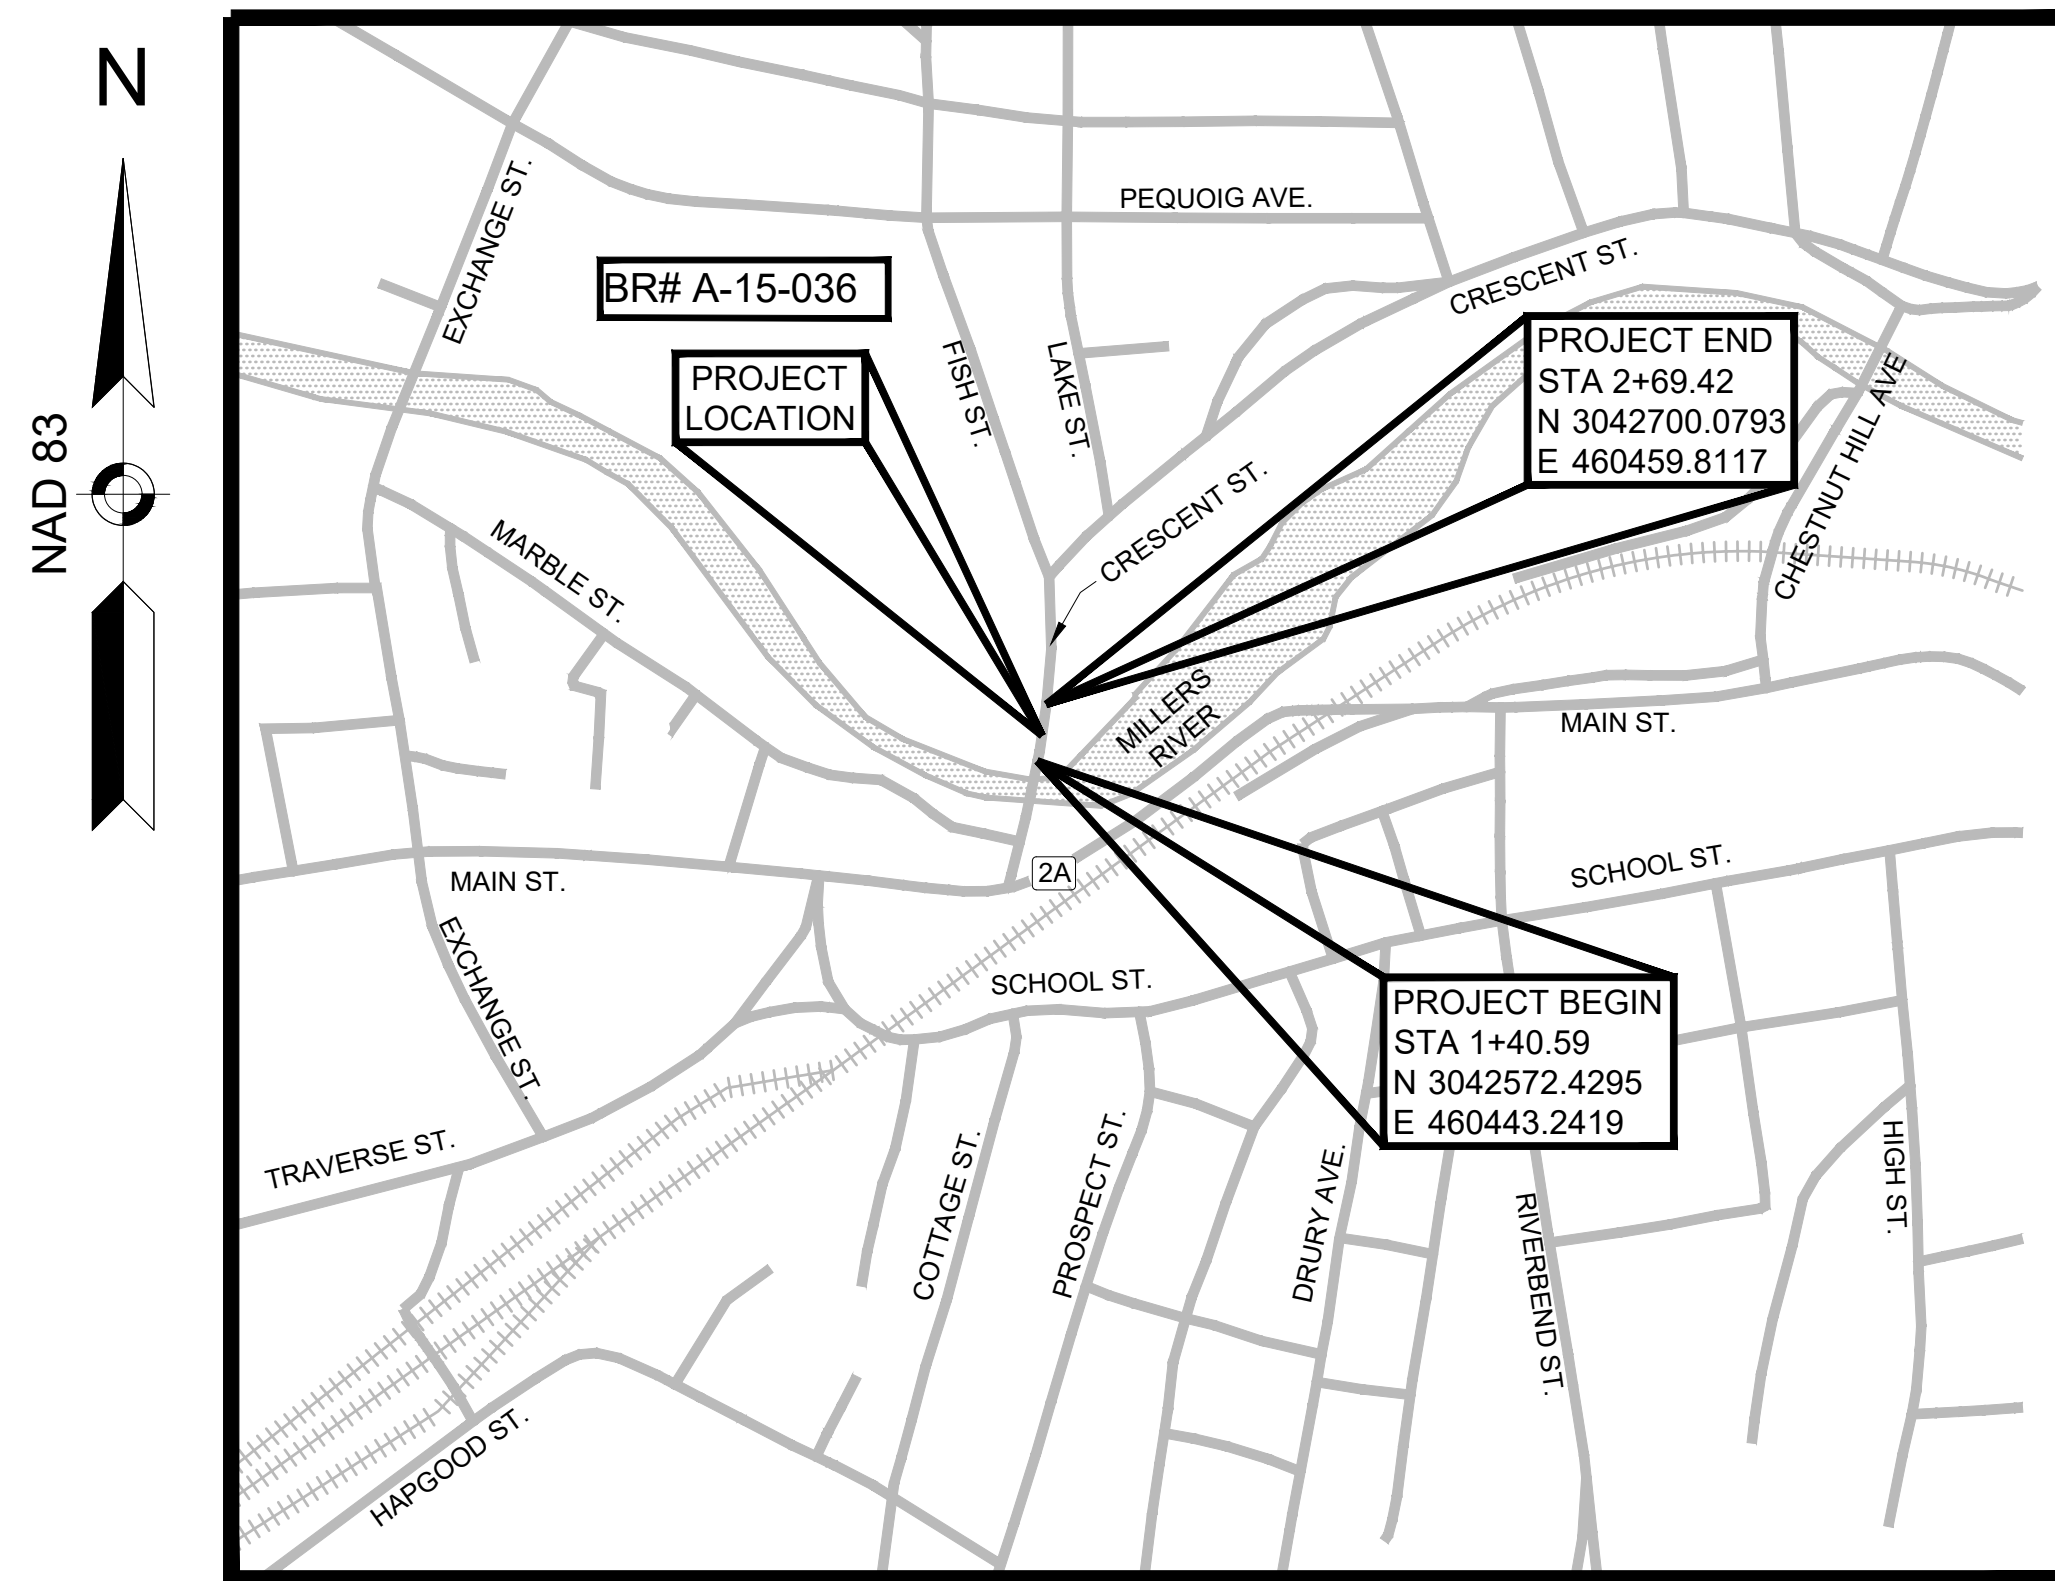 N
NAD 83
PEQUOIG AVE.
EXCHANGE ST.
BR# A-15-036
CRESCENT ST.
PROJECT
LOCATION
FISH ST.
LAKE ST.
PROJECT END
STA 2+69.42
N 3042700.0793
E 460459.8117
CHESTNUT HILL AVE
CRESCENT ST.
MARBLE ST.
MILLERS
RIVER
MAIN ST.
2A
MAIN ST.
SCHOOL ST.
EXCHANGE ST.
SCHOOL ST.
PROJECT BEGIN
STA 1+40.59
N 3042572.4295
E 460443.2419
TRAVERSE ST.
COTTAGE ST.
PROSPECT ST.
DRURY AVE.
RIVERBEND ST.
HIGH ST.
HAPGOOD ST.